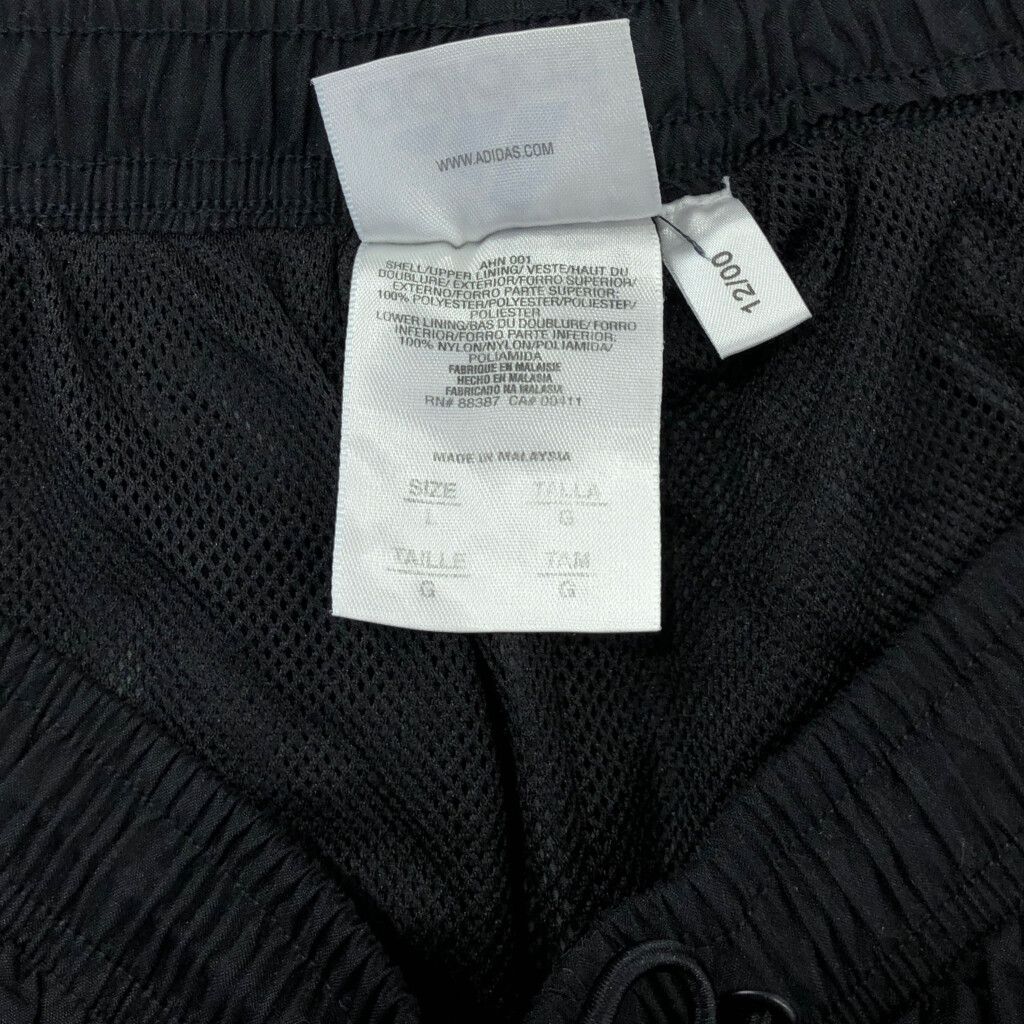 WWW.ADIDAS.COM
12/00
AHN 001
SHELL/UPPER LINING/ VESTE/HAUT DU
DOUBLURE/ EXTERIOR/FORRO SUPERIOR/
EXTERNO/FORRO PARTE SUPERIOR:
100% POLYESTER/POLYESTER/POLIESTER/
POLIESTER
LOWER LINING/BAS DU DOUBLURE/FORRO
INFERIOR/FORRO PARTE INFERIOR:
100% NYLON/NYLON/POLIAMIDA/
POLIAMIDA
FABRIQUE EN MALAISIE
HECHO EN MALASIA
FABRICADO NA MALASIA
RN# 88387 CA# 00411
MADE IN MALAYSIA
SIZE TALLA
L G
TAILLE TAM
G G